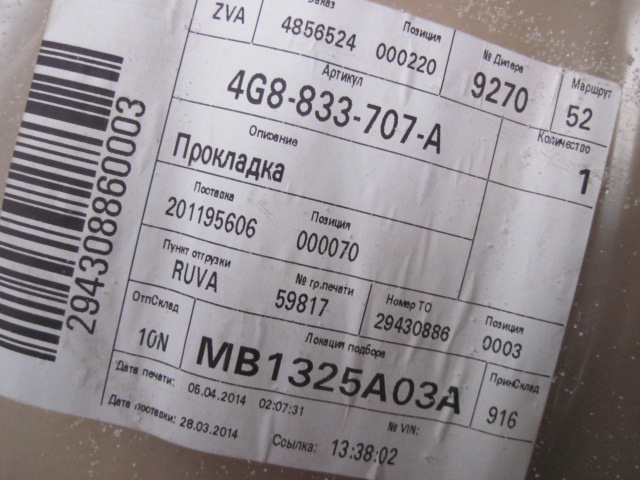 Заказ Позиция № Дилера Маршрут
ZVA 4856524 000220 9270 52
Артикул Количество
4G8-833-707-A 1
Описание
Прокладка
Поставка Позиция
201195606 000070
Пункт отгрузки № гр.печати Номер ТО Позиция
RUVA 59817 29430886 0003
ОтпСклад Локация подбора ПринСклад
10N MB1325A03A 916
Дата печати: 06.04.2014 02:07:31 № VIN:
Дата поставки: 28.03.2014 Ссылка: 13:38:02
294308860003